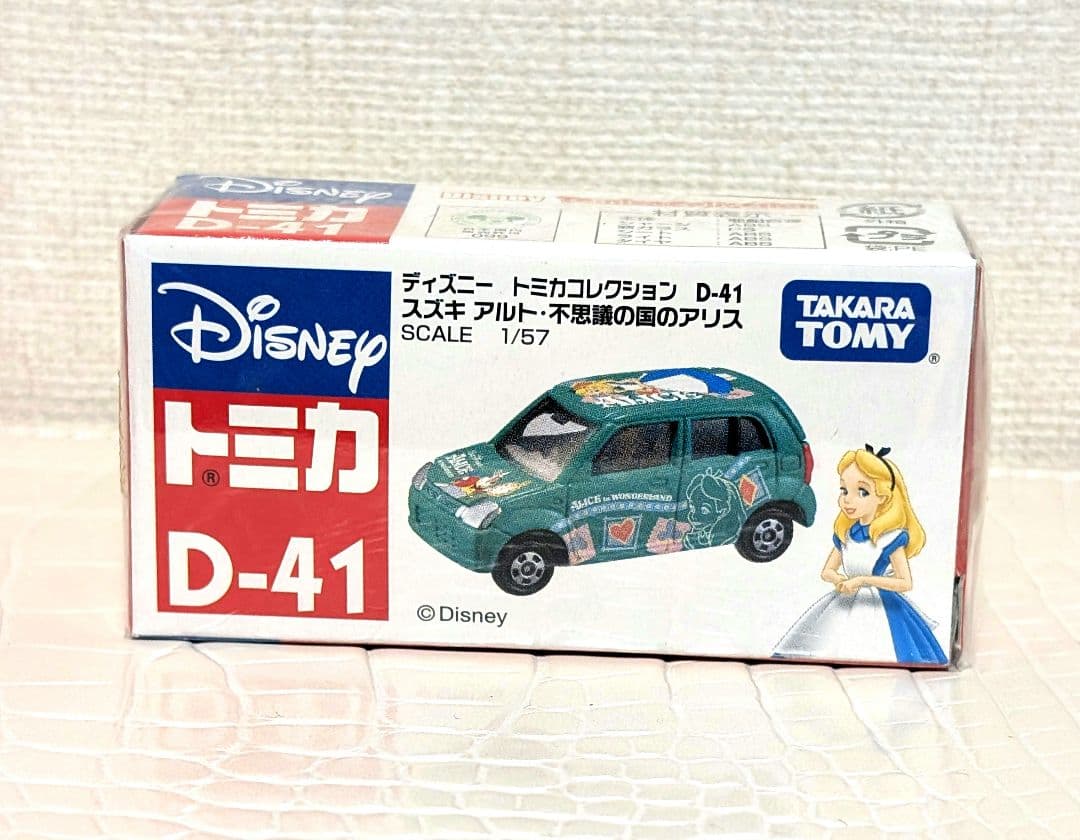 Disney
トミカ
D-41
Disney
トミカ
®
D-41
ディズニー トミカコレクション D-41
スズキ アルト・不思議の国のアリス
SCALE 1/57
TAKARA
TOMY
®
ALICE
ALICE in WONDERLAND
©Disney